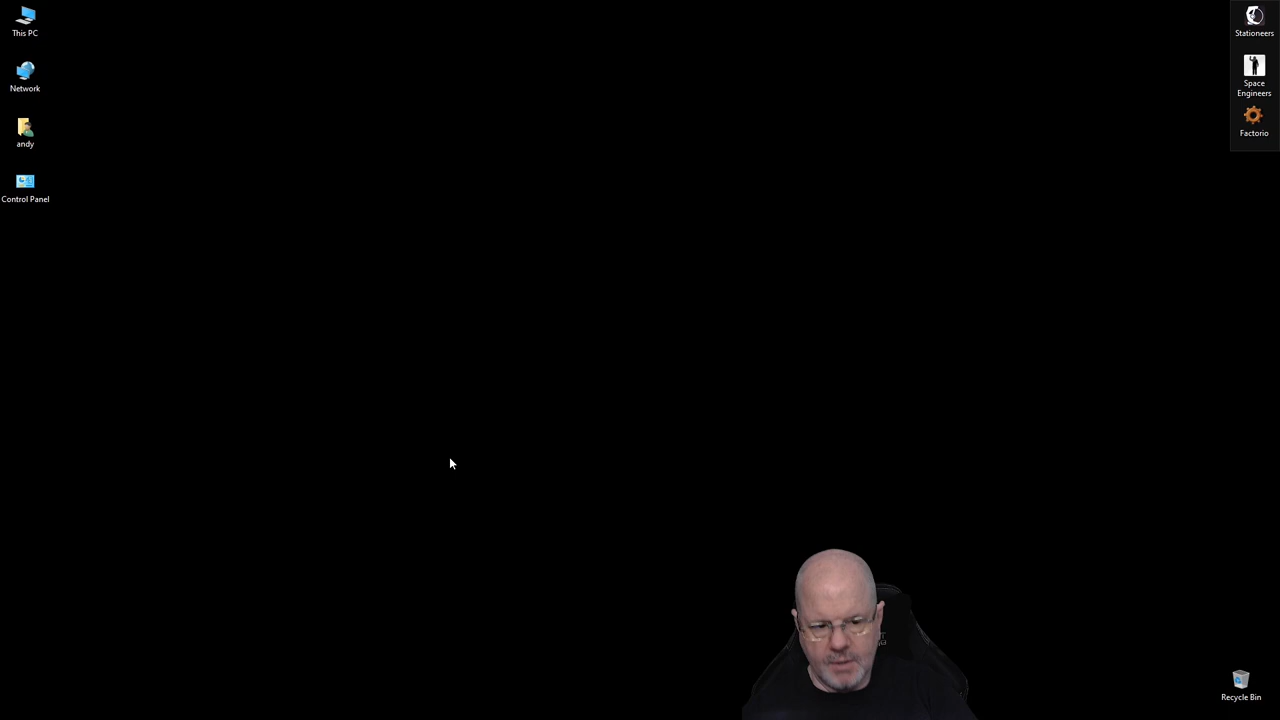 This PC
Network
andy
Control Panel
Stationeers
Space
Engineers
Factorio
Recycle Bin